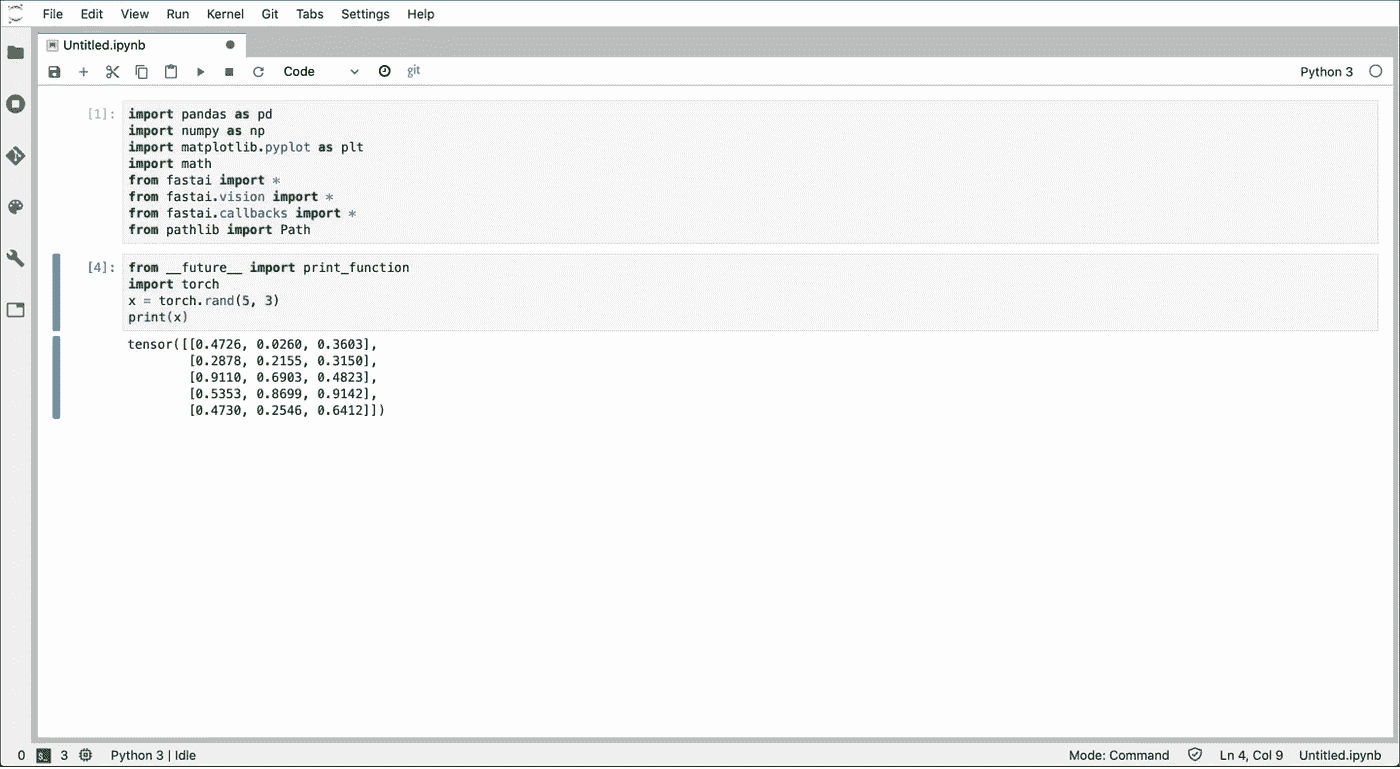 File Edit View Run Kernel Git Tabs Settings Help
Untitled.ipynb
Code git Python 3
[1]: import pandas as pd
import numpy as np
import matplotlib.pyplot as plt
import math
from fastai import *
from fastai.vision import *
from fastai.callbacks import *
from pathlib import Path
[4]: from __future__ import print_function
import torch
x = torch.rand(5, 3)
print(x)
tensor([[0.4726, 0.0260, 0.3603],
[0.2878, 0.2155, 0.3150],
[0.9110, 0.6903, 0.4823],
[0.5353, 0.8699, 0.9142],
[0.4730, 0.2546, 0.6412]])
0 3 Python 3 | Idle Mode: Command Ln 4, Col 9 Untitled.ipynb